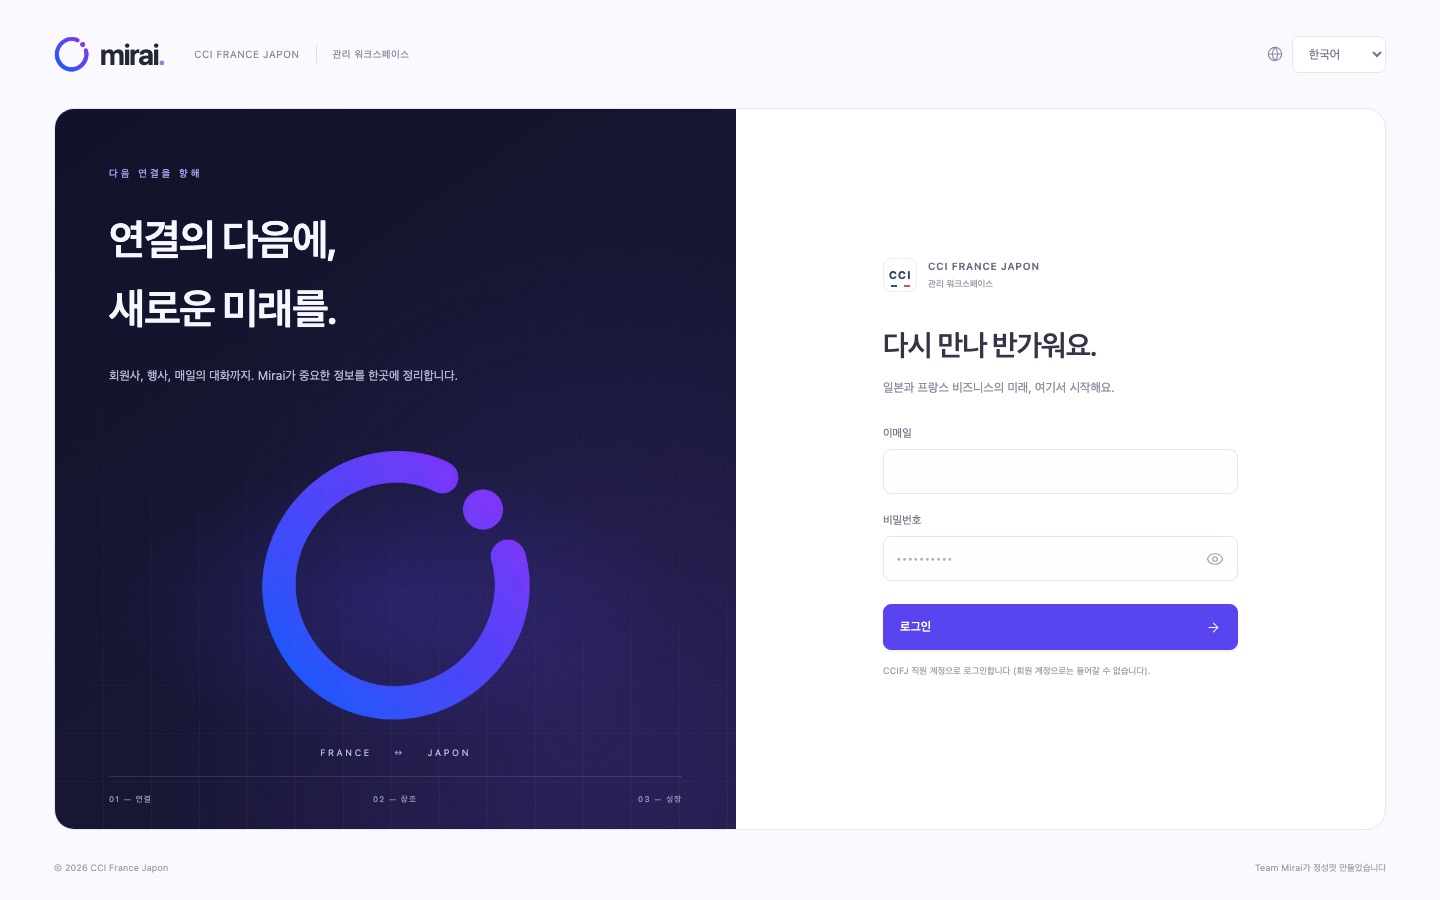 mirai.
CCI FRANCE JAPON
관리 워크스페이스
한국어
다음 연결을 향해
연결의 다음에,
새로운 미래를.
회원사, 행사, 매일의 대화까지. Mirai가 중요한 정보를 한곳에 정리합니다.
FRANCE ↔ JAPON
01 — 연결
02 — 창조
03 — 성장
CCI
CCI FRANCE JAPON
관리 워크스페이스
다시 만나 반가워요.
일본과 프랑스 비즈니스의 미래, 여기서 시작해요.
이메일
비밀번호
••••••••••
로그인
CCIFJ 직원 계정으로 로그인합니다 (회원 계정으로는 들어갈 수 없습니다).
© 2026 CCI France Japon
Team Mirai가 정성껏 만들었습니다